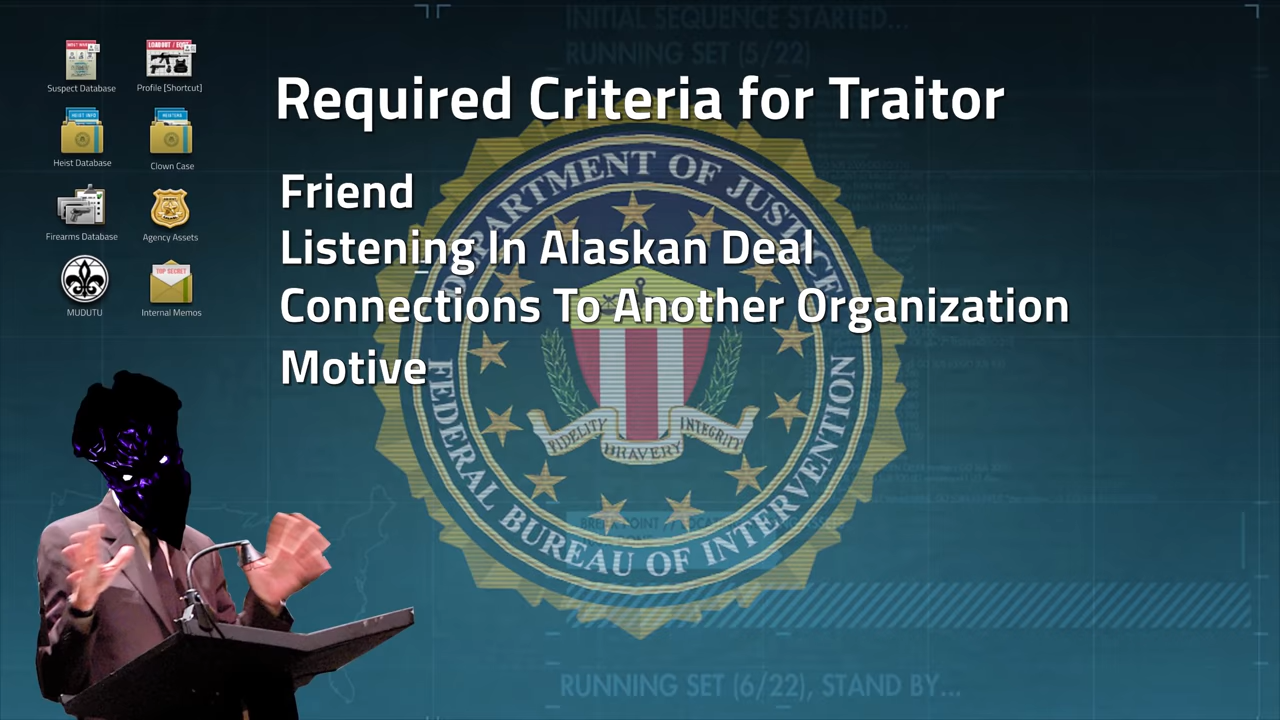 INITIAL SEQUENCE STARTED...
RUNNING SET (5/22)
Suspect Database
Profile [Shortcut]
Heist Database
Clown Case
Firearms Database
Agency Assets
TOP SECRET
MUDUTU
Internal Memos
Required Criteria for Traitor
Friend
Listening In Alaskan Deal
Connections To Another Organization
Motive
DEPARTMENT OF JUSTICE
FEDERAL BUREAU OF INTERVENTION
FIDELITY
BRAVERY
INTEGRITY
RUNNING SET (6/22), STAND BY...